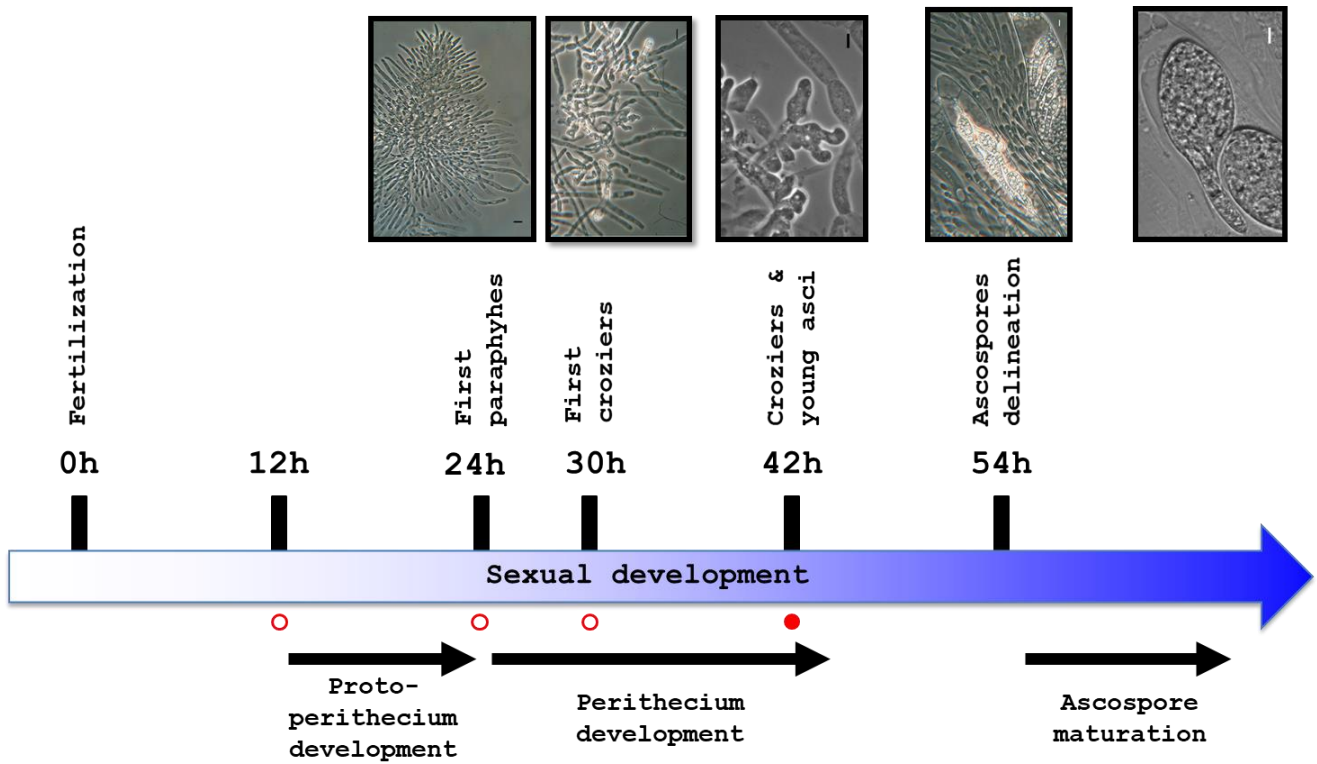 Fertilization
First
paraphyhes
First
croziers
Croziers &
young asci
Ascospores
delineation
0h
12h
24h
30h
42h
54h
Sexual development
Proto-
perithecium
development
Perithecium
development
Ascospore
maturation